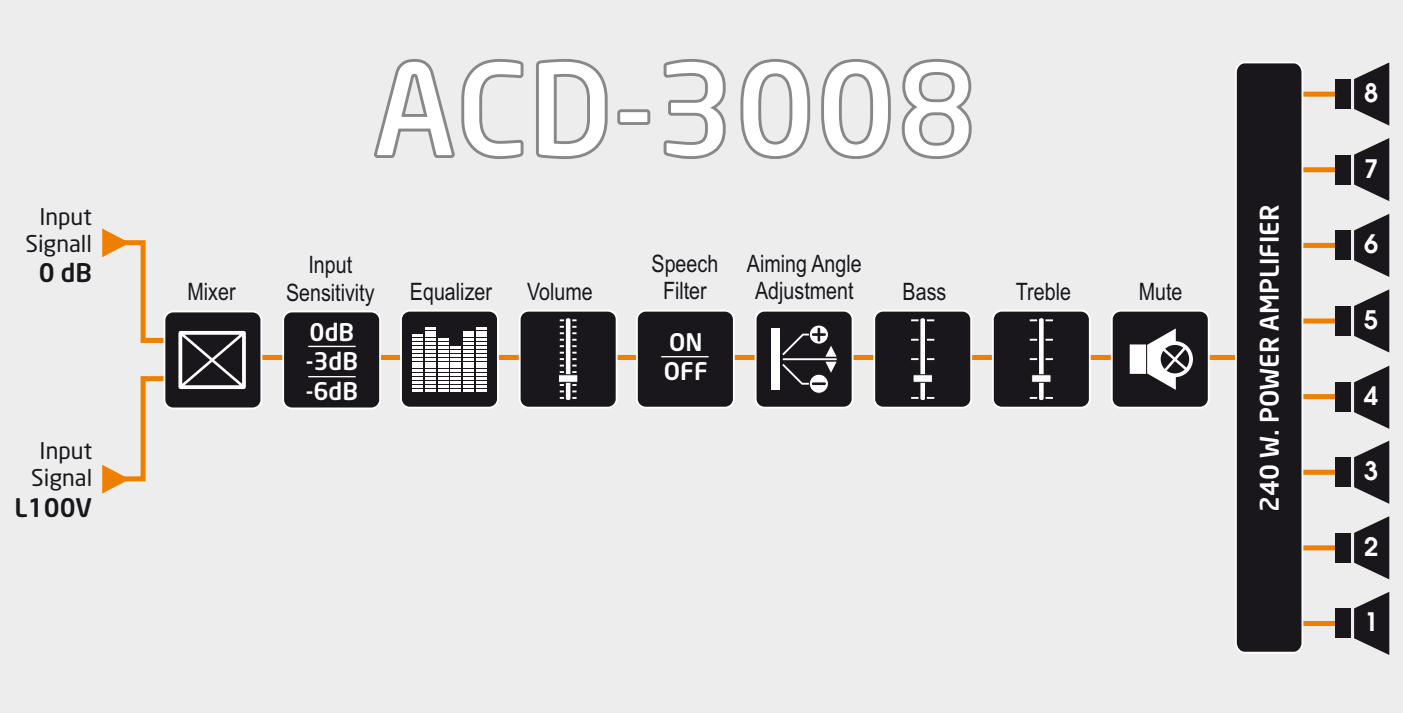 ACD-3008
Input
Signall
0 dB
Input
Signal
L100V
Mixer
Input
Sensitivity
0dB
-3dB
-6dB
Equalizer
Volume
Speech
Filter
ON
OFF
Aiming Angle
Adjustment
Bass
Treble
Mute
240 W. POWER AMPLIFIER
8
7
6
5
4
3
2
1